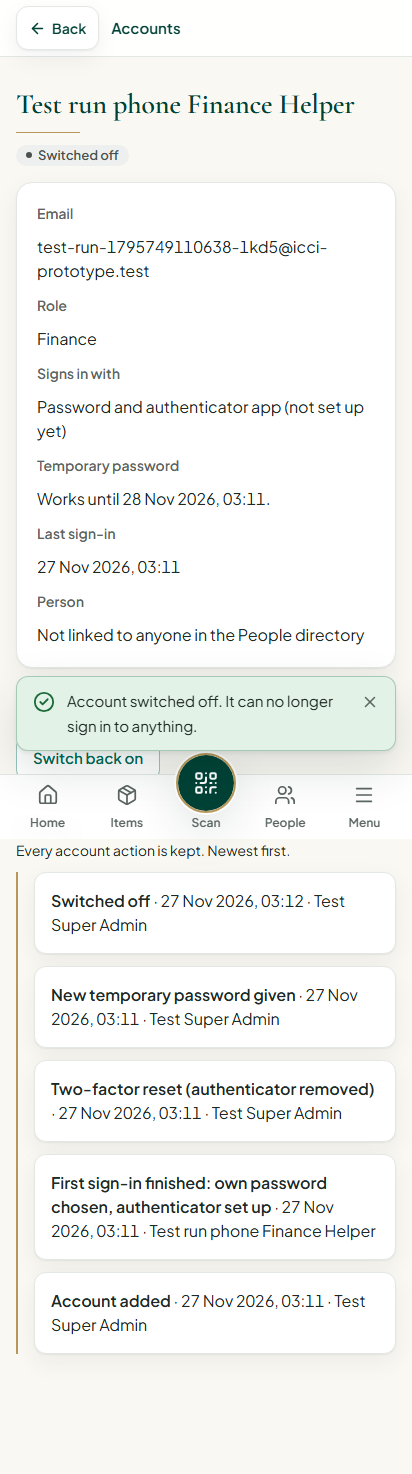 Back
Accounts
Test run phone Finance Helper
Switched off
Email
test-run-1795749110638-1kd5@icci-
prototype.test
Role
Finance
Signs in with
Password and authenticator app (not set up
yet)
Temporary password
Works until 28 Nov 2026, 03:11.
Last sign-in
27 Nov 2026, 03:11
Person
Not linked to anyone in the People directory
Account switched off. It can no longer
sign in to anything.
Switch back on
Home
Items
Scan
People
Menu
Every account action is kept. Newest first.
Switched off · 27 Nov 2026, 03:12 · Test
Super Admin
New temporary password given · 27 Nov
2026, 03:11 · Test Super Admin
Two-factor reset (authenticator removed)
· 27 Nov 2026, 03:11 · Test Super Admin
First sign-in finished: own password
chosen, authenticator set up · 27 Nov
2026, 03:11 · Test run phone Finance Helper
Account added · 27 Nov 2026, 03:11 · Test
Super Admin